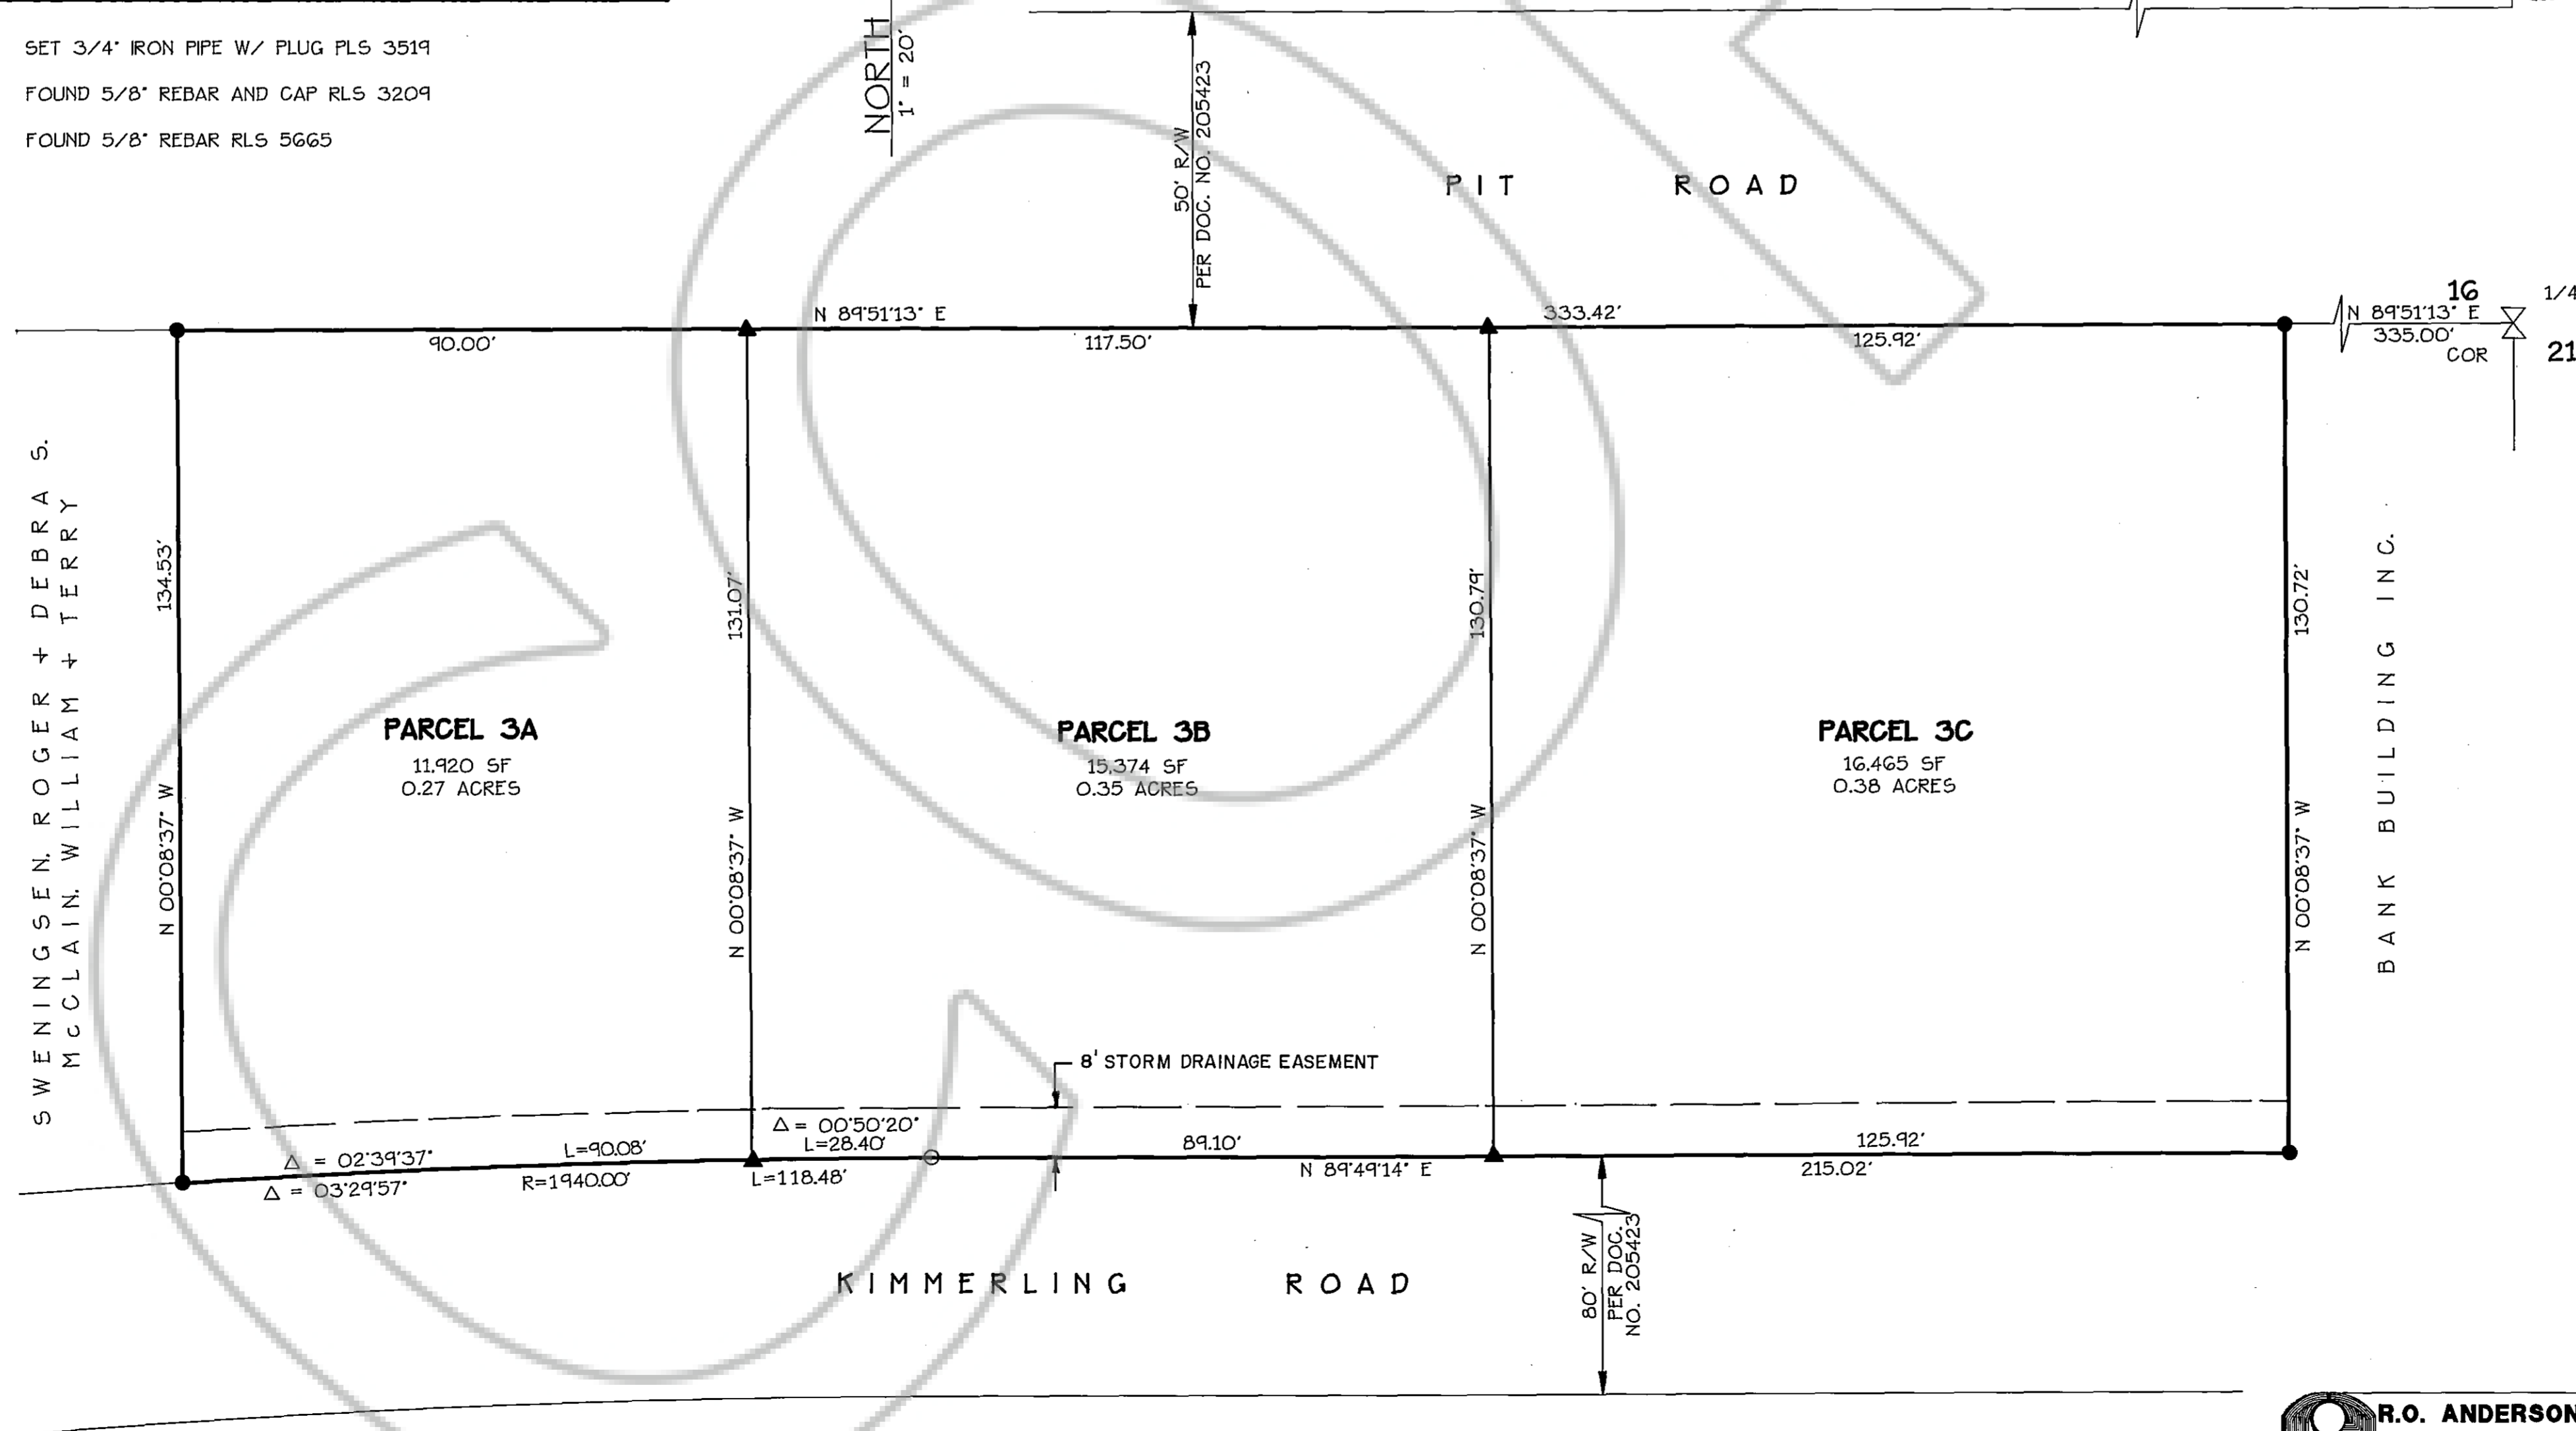 SET 3/4" IRON PIPE W/ PLUG PLS 3519
FOUND 5/8" REBAR AND CAP RLS 3209
FOUND 5/8" REBAR RLS 5665
NORTH
1" = 20'
50' R/W
PER DOC. NO. 205423
PIT ROAD
N 89°51'13" E
333.42'
90.00'
117.50'
125.92'
N 89°51'13" E
335.00'
COR
16
1/4
21
SWENINGSEN, ROGER + DEBRA S.
McCLAIN, WILLIAM + TERRY
134.53'
N 00°08'37" W
131.07'
N 00°08'37" W
130.79'
N 00°08'37" W
130.72'
N 00°08'37" W
BANK BUILDING INC.
PARCEL 3A
11,920 SF
0.27 ACRES
PARCEL 3B
15,374 SF
0.35 ACRES
PARCEL 3C
16,465 SF
0.38 ACRES
8' STORM DRAINAGE EASEMENT
Δ = 02°39'37"
L=90.08'
Δ = 00°50'20"
L=28.40'
89.10'
125.92'
Δ = 03°29'57"
R=1940.00'
L=118.48'
N 89°49'14" E
215.02'
KIMMERLING ROAD
80' R/W
PER DOC.
NO. 205423
R.O. ANDERSON